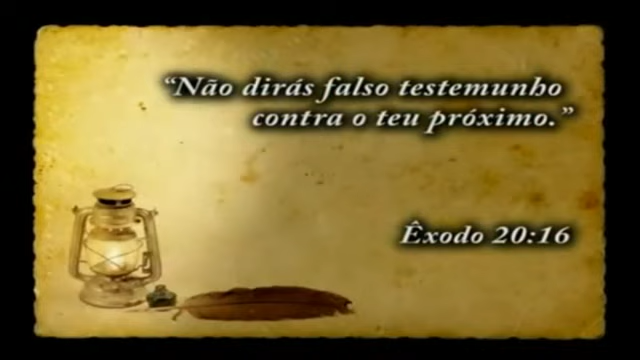 “Não dirás falso testemunho
contra o teu próximo.”
Êxodo 20:16